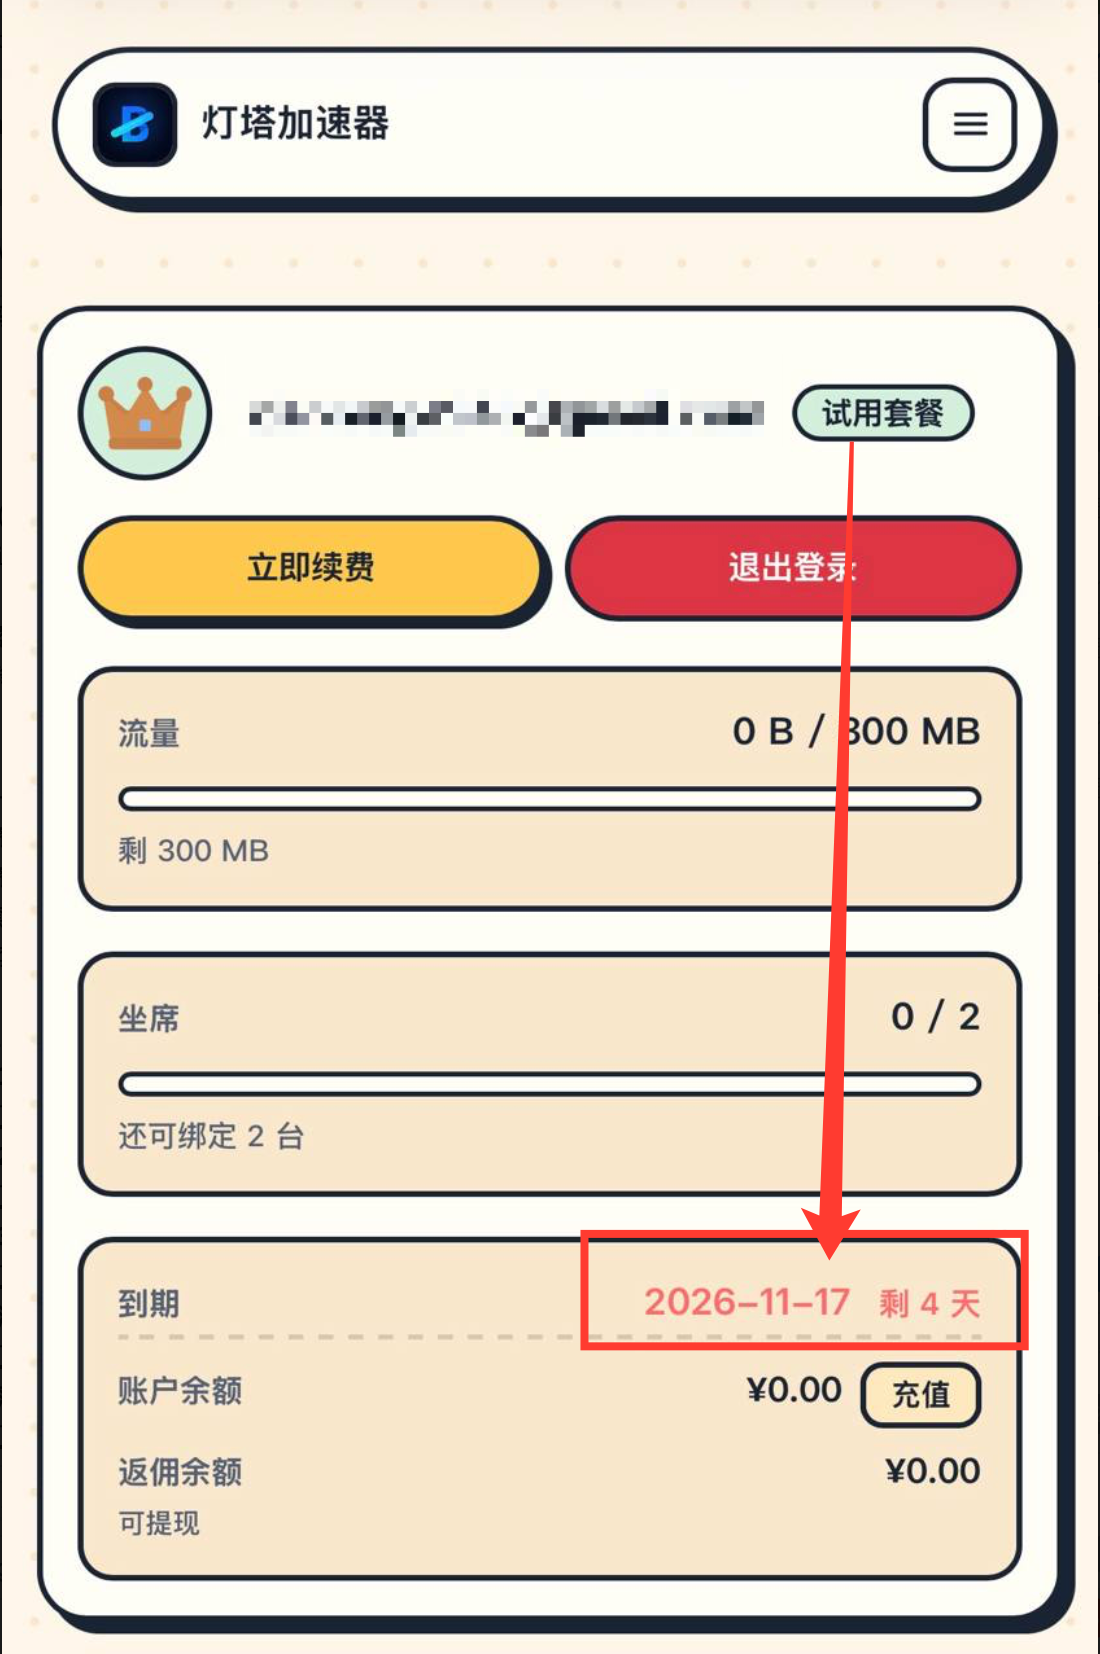 灯塔加速器
试用套餐
立即续费
退出登录
流量
0 B / 300 MB
剩 300 MB
坐席
0 / 2
还可绑定 2 台
到期
2026-11-17 剩 4 天
账户余额
¥0.00 充值
返佣余额
¥0.00
可提现